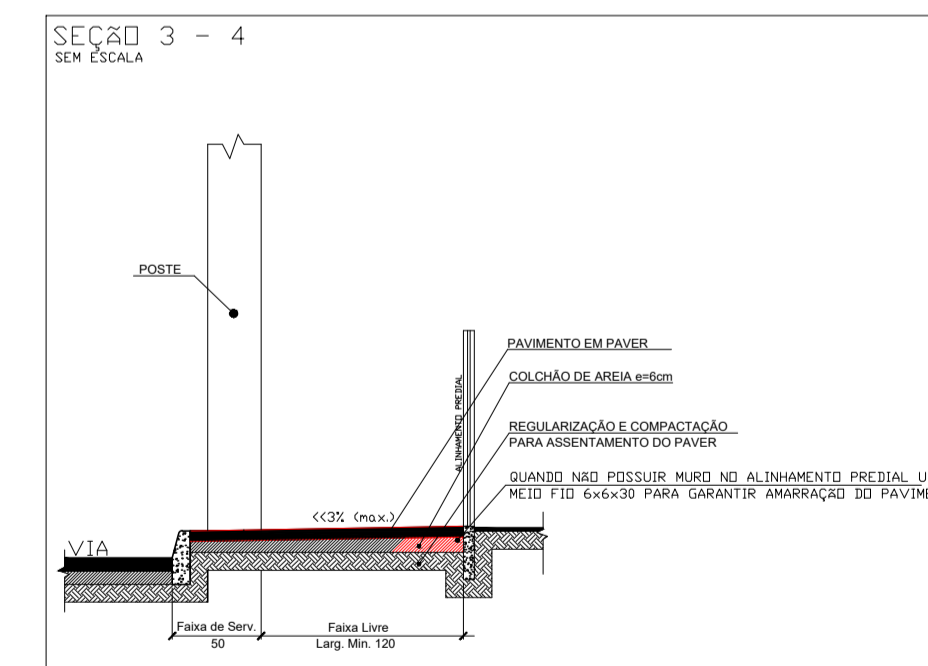 SEÇÃO 3 - 4
SEM ESCALA
POSTE
PAVIMENTO EM PAVER
COLCHÃO DE AREIA e=6cm
ALINHAMENTO PREDIAL
REGULARIZAÇÃO E COMPACTAÇÃO
PARA ASSENTAMENTO DO PAVER
QUANDO NÃO POSSUIR MURO NO ALINHAMENTO PREDIAL U
MEIO FIO 6x6x30 PARA GARANTIR AMARRAÇÃO DO PAVIME
<<3% (max.)
VIA
Faixa de Serv.
50
Faixa Livre
Larg. Min. 120